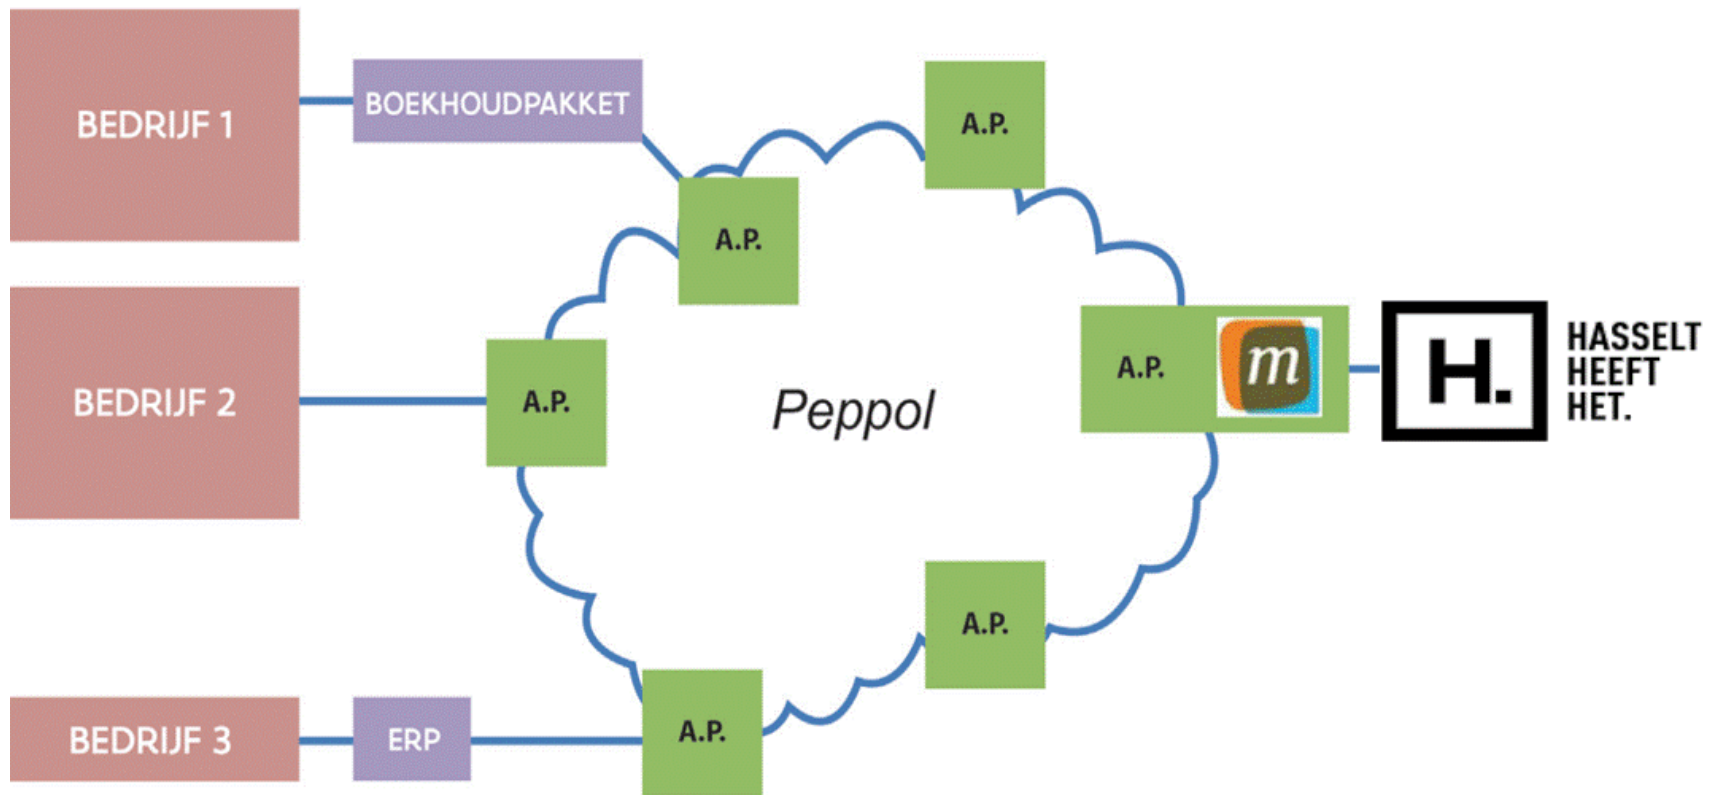 BEDRIJF 1
BOEKHOUDPAKKET
A.P.
A.P.
BEDRIJF 2
A.P.
Peppol
A.P.
m
H.
HASSELT
HEEFT
HET.
A.P.
BEDRIJF 3
ERP
A.P.